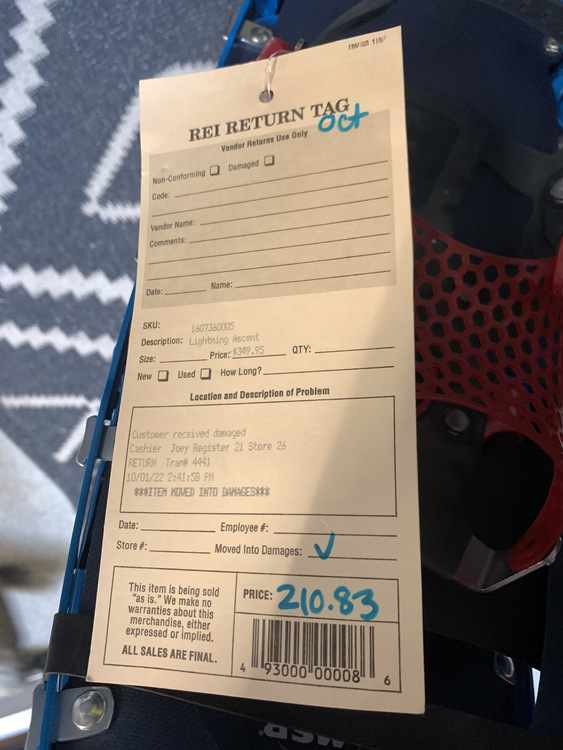 REI RETURN TAG
Oct
Vendor Returns Use Only
Non-Conforming Damaged
Code:
Vendor Name:
Comments:
Date: Name:
SKU: 1607360005
Description: Lightning Ascent
Size: Price: $349.95 QTY:
New Used How Long?
Location and Description of Problem
Customer received damaged
Cashier Joey Register 21 Store 26
RETURN Tran# 4441
10/01/22 2:41:58 PM
***ITEM MOVED INTO DAMAGES***
Date: Employee #:
Store #: Moved Into Damages: ✓
This item is being sold
"as is." We make no
warranties about this
merchandise, either
expressed or implied.
ALL SALES ARE FINAL.
PRICE: 210.83
4 93000 00008 6
MSR